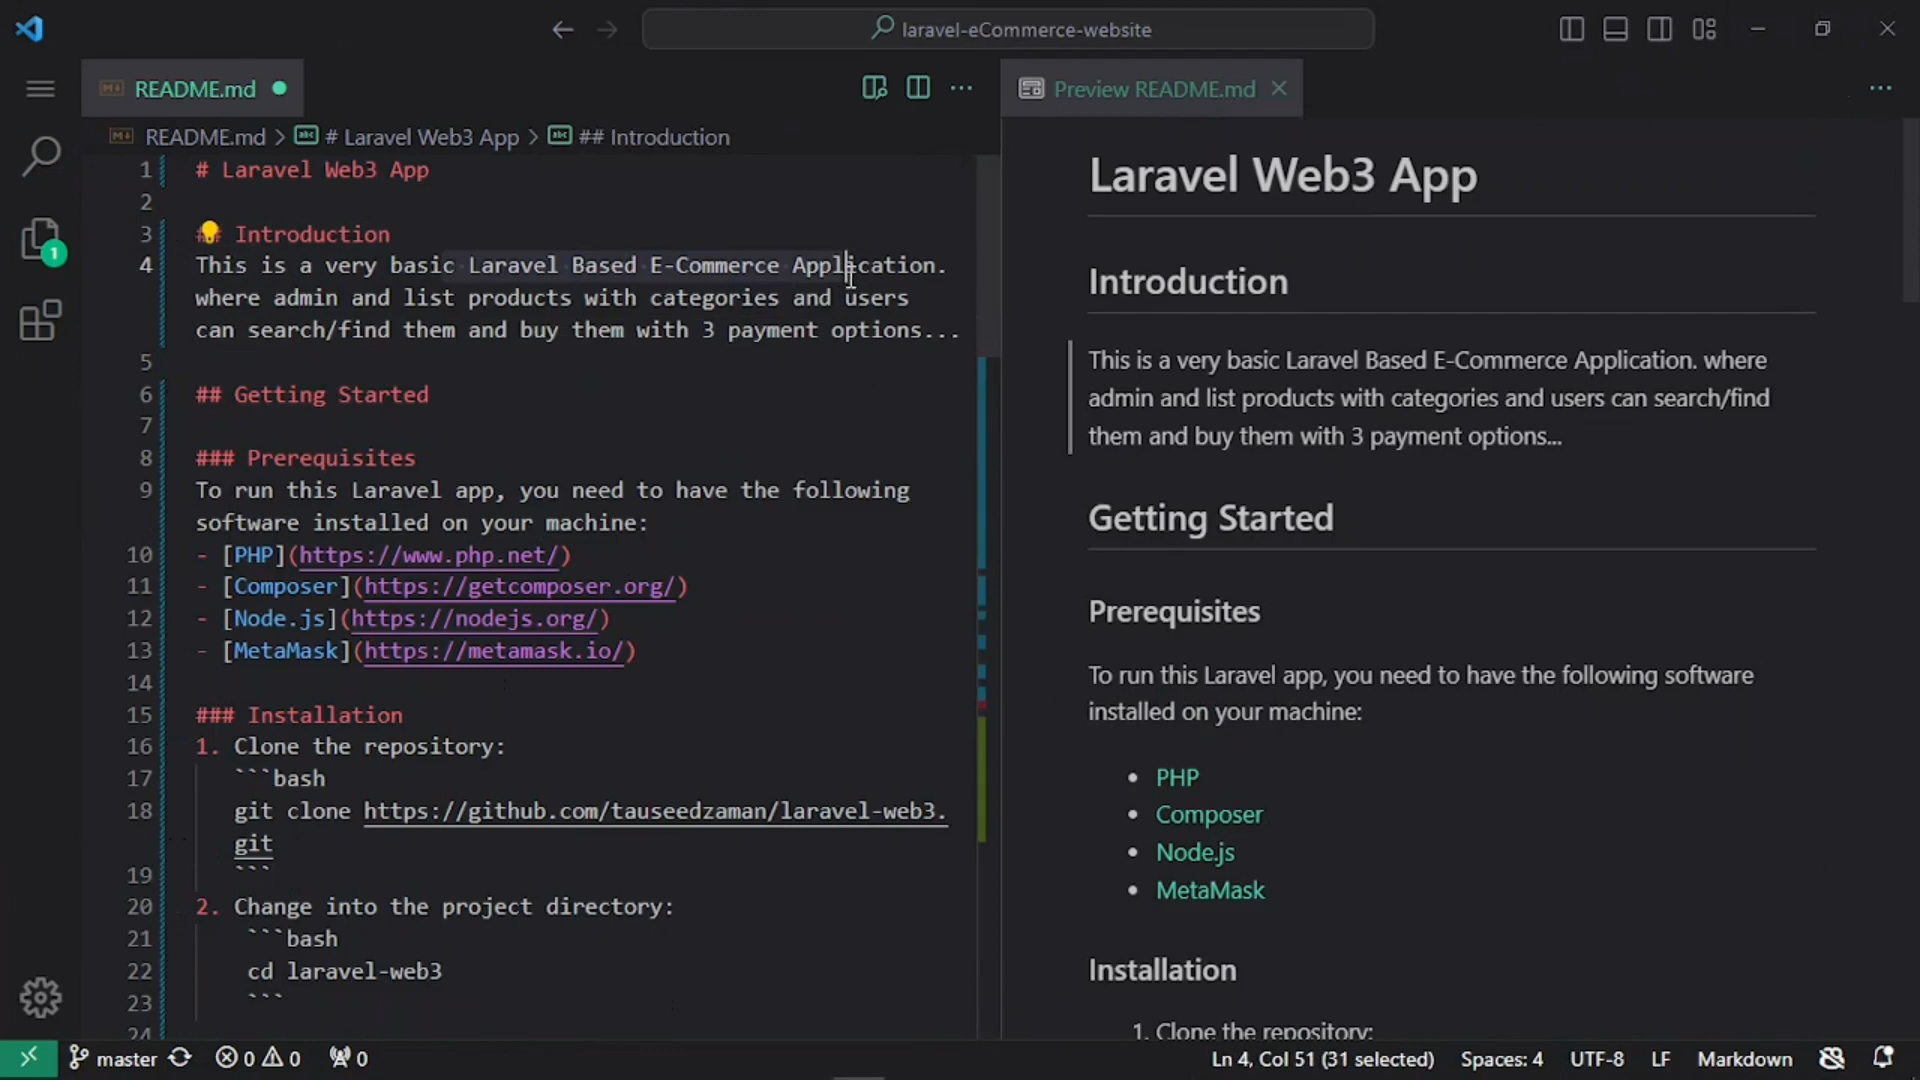 laravel-eCommerce-website
README.md
Preview README.md
README.md > # Laravel Web3 App > ## Introduction
1 # Laravel Web3 App
2
3 ## Introduction
4 This is a very basic Laravel Based E-Commerce Application.
where admin and list products with categories and users
can search/find them and buy them with 3 payment options...
5
6 ## Getting Started
7
8 ### Prerequisites
9 To run this Laravel app, you need to have the following
software installed on your machine:
10 - [PHP](https://www.php.net/)
11 - [Composer](https://getcomposer.org/)
12 - [Node.js](https://nodejs.org/)
13 - [MetaMask](https://metamask.io/)
14
15 ### Installation
16 1. Clone the repository:
17 ```bash
18 git clone https://github.com/tauseedzaman/laravel-web3.
git
19 ```
20 2. Change into the project directory:
21 ```bash
22 cd laravel-web3
23 ```
24
Laravel Web3 App
Introduction
This is a very basic Laravel Based E-Commerce Application. where
admin and list products with categories and users can search/find
them and buy them with 3 payment options...
Getting Started
Prerequisites
To run this Laravel app, you need to have the following software
installed on your machine:
• PHP
• Composer
• Node.js
• MetaMask
Installation
1. Clone the repository:
1
master 0 0 0 Ln 4, Col 51 (31 selected) Spaces: 4 UTF-8 LF Markdown